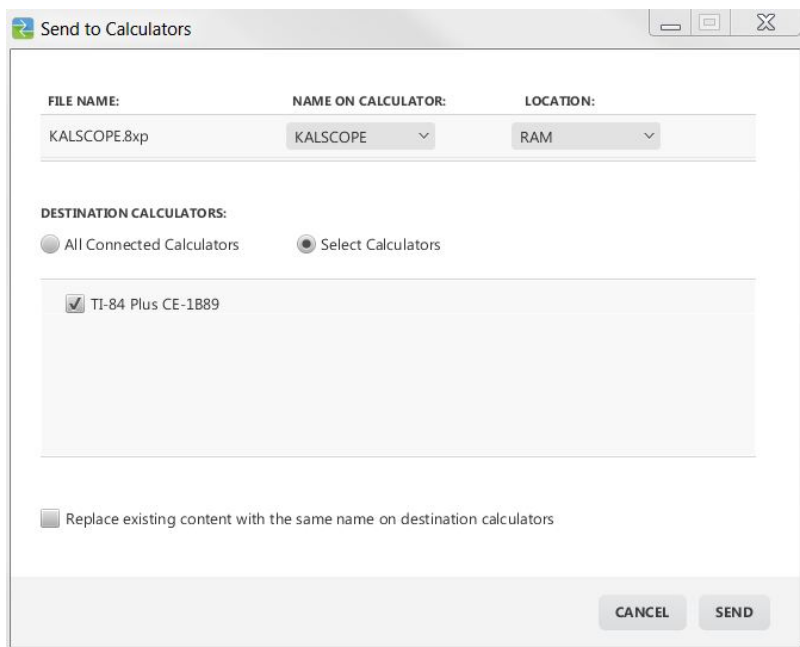 Send to Calculators
FILE NAME: NAME ON CALCULATOR: LOCATION:
KALSCOPE.8xp KALSCOPE RAM
DESTINATION CALCULATORS:
All Connected Calculators Select Calculators
TI-84 Plus CE-1B89
Replace existing content with the same name on destination calculators
CANCEL SEND